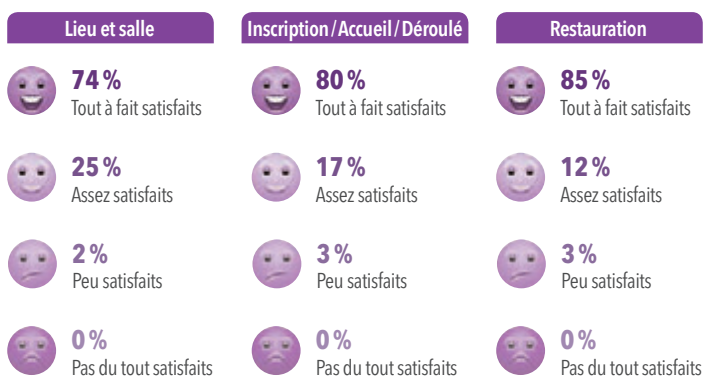 Lieu et salle
74 %
Tout à fait satisfaits
25 %
Assez satisfaits
2 %
Peu satisfaits
0 %
Pas du tout satisfaits
Inscription / Accueil / Déroulé
80 %
Tout à fait satisfaits
17 %
Assez satisfaits
3 %
Peu satisfaits
0 %
Pas du tout satisfaits
Restauration
85 %
Tout à fait satisfaits
12 %
Assez satisfaits
3 %
Peu satisfaits
0 %
Pas du tout satisfaits